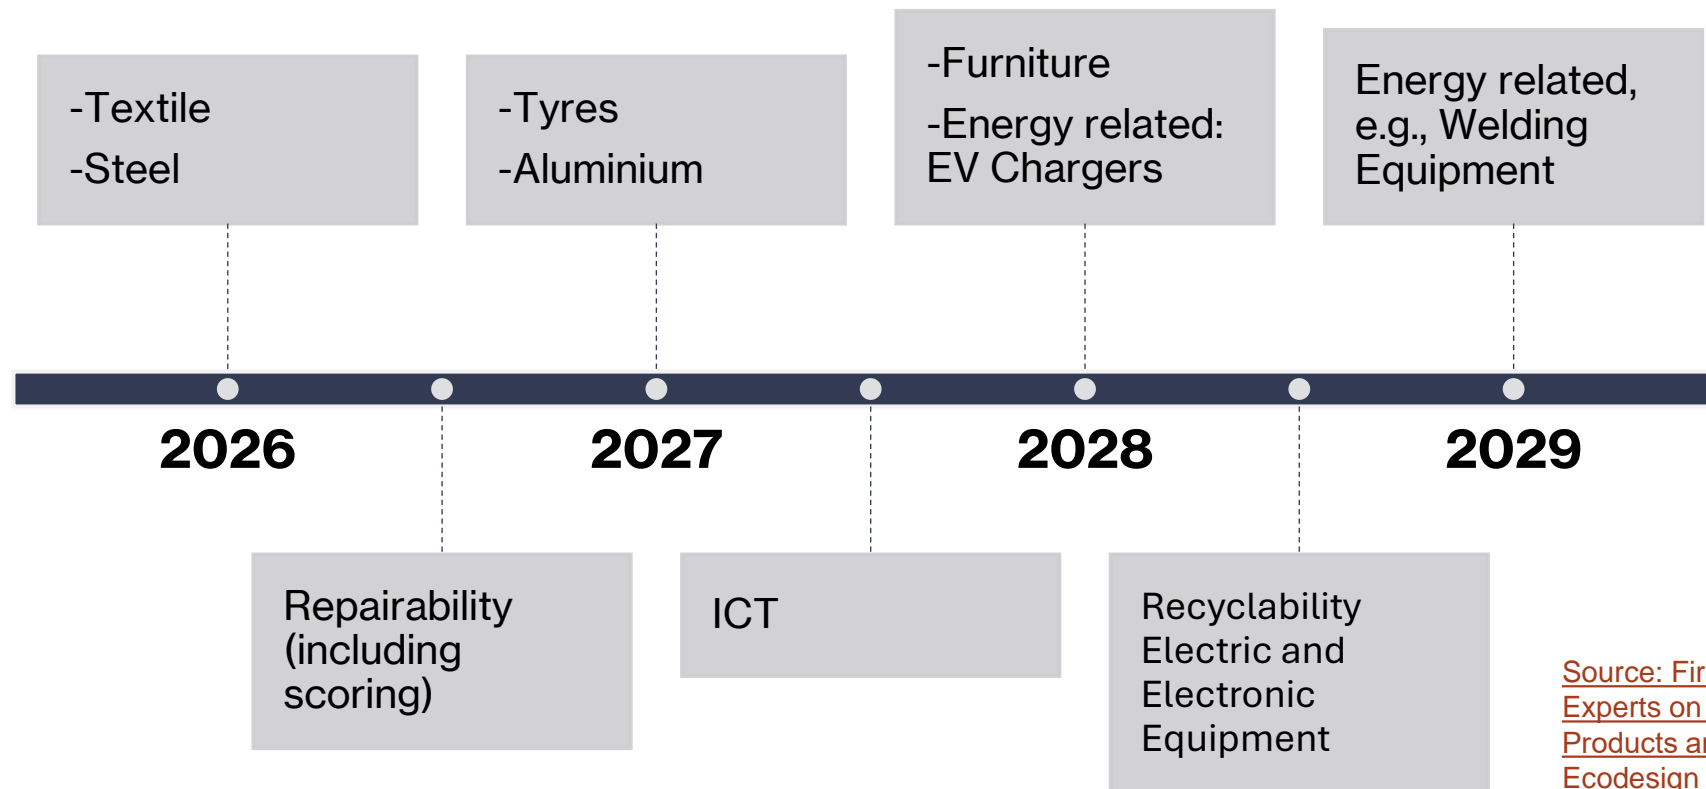 -Textile
-Steel
-Tyres
-Aluminium
-Furniture
-Energy related:
EV Chargers
Energy related,
e.g., Welding
Equipment
2026
2027
2028
2029
Repairability
(including
scoring)
ICT
Recyclability
Electric and
Electronic
Equipment
Source:
Experts on
Products
Ecodesign